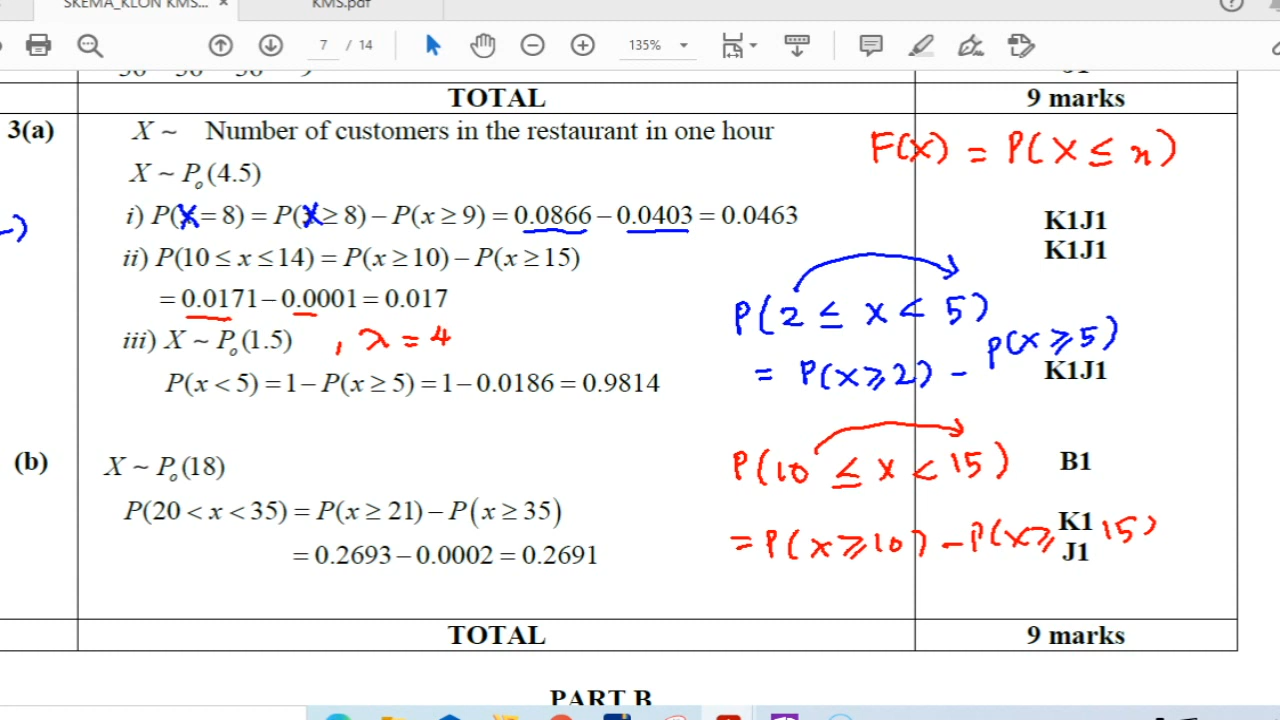 SKEMA_KLON KMS... ×
KMS.pdf
7 / 14
135%
TOTAL 9 marks
3(a) X ~ Number of customers in the restaurant in one hour
F(X) = P(X ≤ x)
X ~ Pₒ(4.5)
i) P(X = 8) = P(X ≥ 8) − P(x ≥ 9) = 0.0866 − 0.0403 = 0.0463
K1J1
ii) P(10 ≤ x ≤ 14) = P(x ≥ 10) − P(x ≥ 15)
K1J1
= 0.0171 − 0.0001 = 0.017
P(2 ≤ x < 5)
iii) X ~ Pₒ(1.5) , λ = 4
= P(x ≥ 2) − P(x ≥ 5)
P(x < 5) = 1 − P(x ≥ 5) = 1 − 0.0186 = 0.9814
K1J1
(b) X ~ Pₒ(18)
P(10 ≤ x < 15)
B1
P(20 < x < 35) = P(x ≥ 21) − P(x ≥ 35)
K1
= P(x ≥ 10) − P(x ≥ 15)
= 0.2693 − 0.0002 = 0.2691
J1
TOTAL 9 marks
PART B